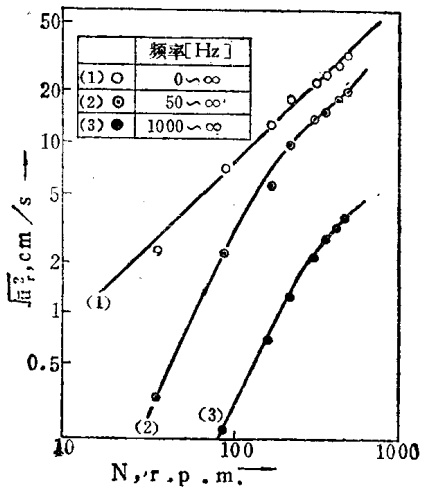 50
频率[Hz]
(1) ○ 0∽∞
(2) ⊙ 50∽∞
(3) ● 1000∽∞
20
10
5
2
1
0.5
√u²r, cm/s →
(1)
(2)
(3)
10 100 1000
N, r.p.m. →